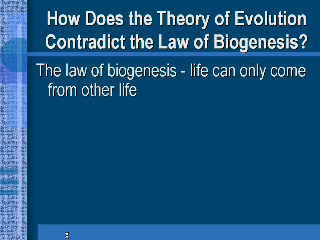 How Does the Theory of Evolution
Contradict the Law of Biogenesis?
The law of biogenesis - life can only come
from other life